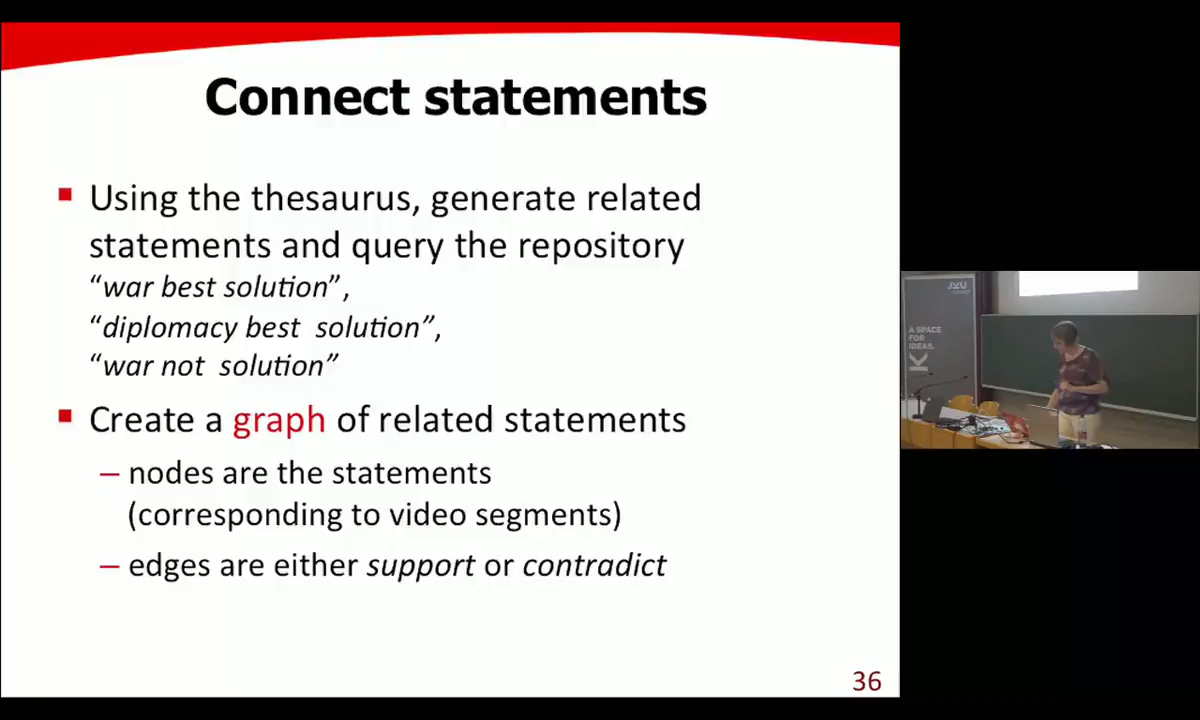 Connect statements
▪ Using the thesaurus, generate related
statements and query the repository
“war best solution”,
“diplomacy best solution”,
“war not solution”
▪ Create a graph of related statements
– nodes are the statements
(corresponding to video segments)
– edges are either support or contradict
36
JKU
A SPACE
FOR
IDEAS.